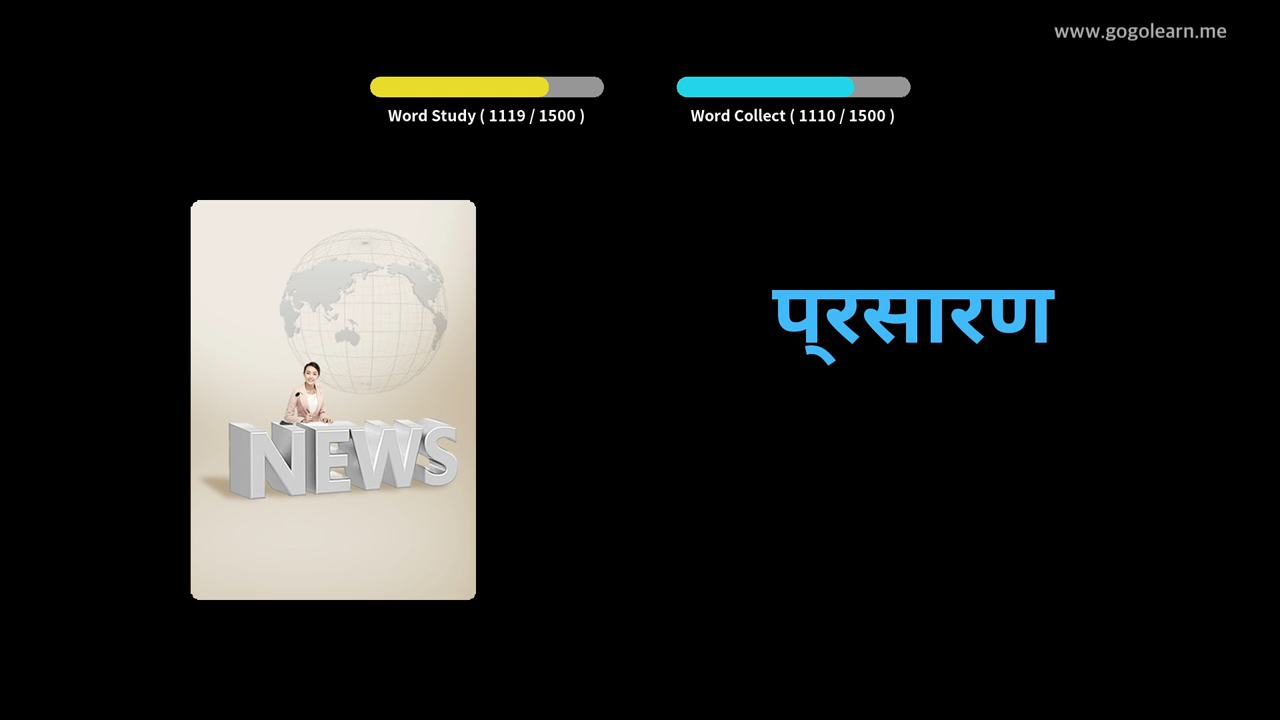 www.gogolearn.me
Word Study ( 1119 / 1500 )
Word Collect ( 1110 / 1500 )
प्रसारण
NEWS